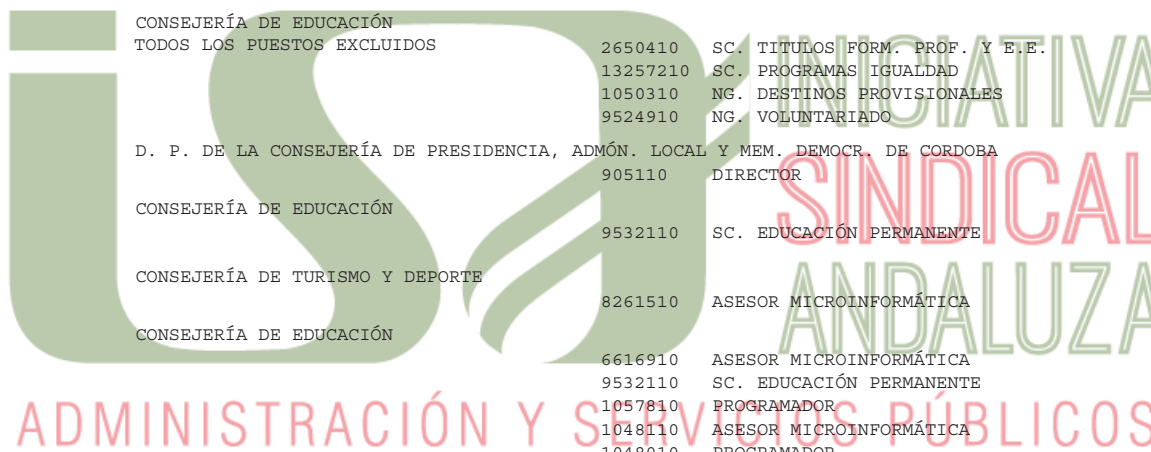 CONSEJERÍA DE EDUCACIÓN
TODOS LOS PUESTOS EXCLUIDOS 2650410 SC. TITULOS FORM. PROF. Y E.E.
13257210 SC. PROGRAMAS IGUALDAD
1050310 NG. DESTINOS PROVISIONALES
9524910 NG. VOLUNTARIADO
D. P. DE LA CONSEJERÍA DE PRESIDENCIA, ADMÓN. LOCAL Y MEM. DEMOCR. DE CORDOBA
905110 DIRECTOR
CONSEJERÍA DE EDUCACIÓN
9532110 SC. EDUCACIÓN PERMANENTE
CONSEJERÍA DE TURISMO Y DEPORTE
8261510 ASESOR MICROINFORMÁTICA
CONSEJERÍA DE EDUCACIÓN
6616910 ASESOR MICROINFORMÁTICA
9532110 SC. EDUCACIÓN PERMANENTE
1057810 PROGRAMADOR
1048110 ASESOR MICROINFORMÁTICA
1048010 PROGRAMADOR
isa
INICIATIVA
SINDICAL
ANDALUZA
ADMINISTRACIÓN Y SERVICIOS PÚBLICOS